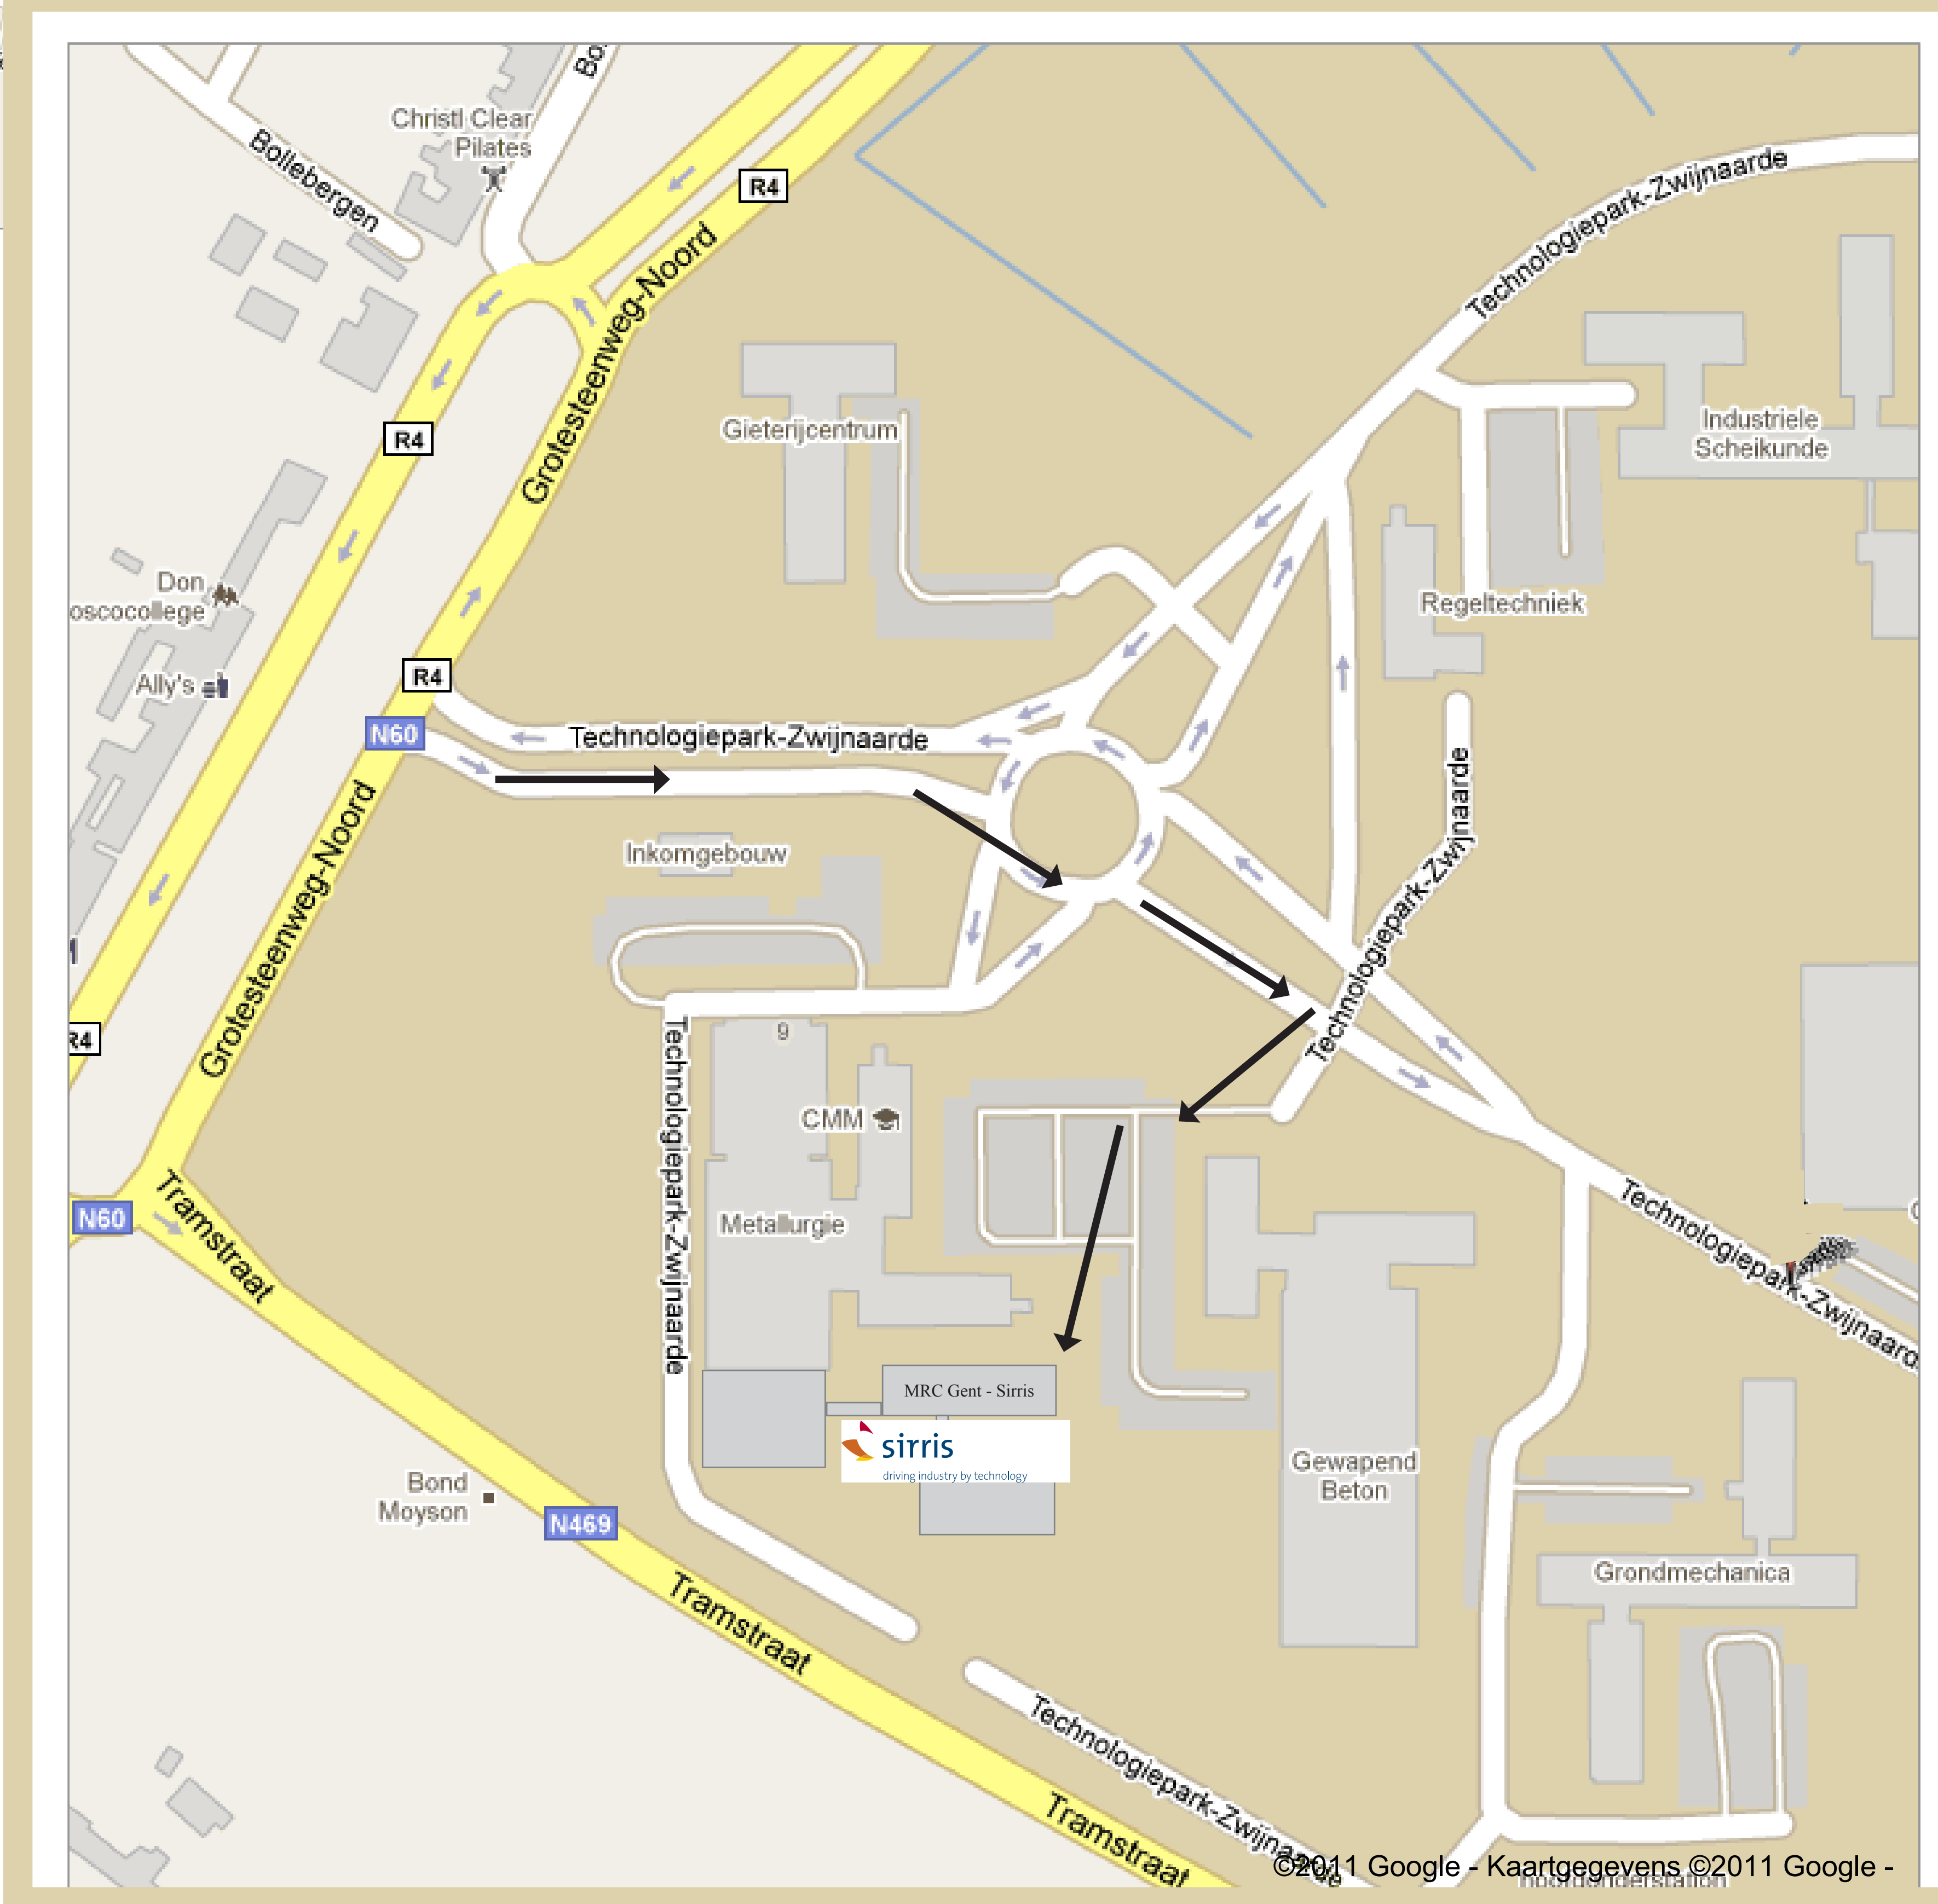 Bo
Christl Clear
Pilates
Bollebergen
R4
Grotesteenweg-Noord
Technologiepark-Zwijnaarde
R4
Gieterijcentrum
Industriele
Scheikunde
Don
oscocollege
Regeltechniek
Ally's
R4
N60
Technologiepark-Zwijnaarde
Technologiepark-Zwijnaarde
Inkomgebouw
Grotesteenweg-Noord
R4
9
Technologiepark-Zwijnaarde
CMM
Metallurgie
N60
Tramstraat
Technologiepark-Zwijnaard
MRC Gent - Sirris
sirris
driving industry by technology
Gewapend
Beton
Bond
Moyson
N469
Grondmechanica
Tramstraat
Technologiepark-Zwijnaarde
Tramstraat
©2011 Google - Kaartgegevens ©2011 Google -